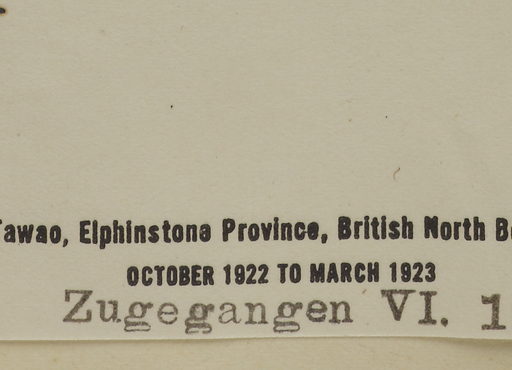 Tawao, Elphinstone Province, British North B
OCTOBER 1922 TO MARCH 1923
Zugegangen VI. 1